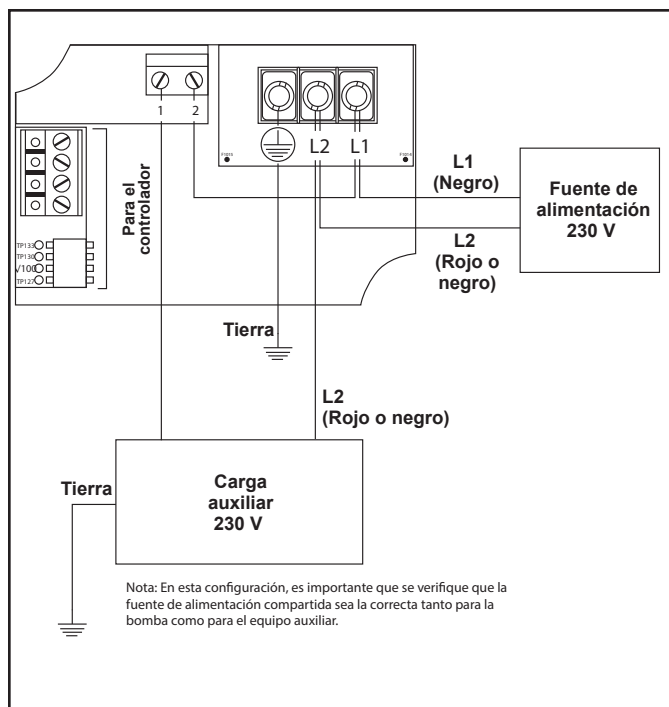 1 2
L2 L1
F1015 F1014
L1
(Negro)
Fuente de
alimentación
230 V
L2
(Rojo o
negro)
Para el
controlador
TP133
TP130
V100
TP127
Tierra
L2
(Rojo o negro)
Carga
auxiliar
230 V
Tierra
Nota: En esta configuración, es importante que se verifique que la
fuente de alimentación compartida sea la correcta tanto para la
bomba como para el equipo auxiliar.